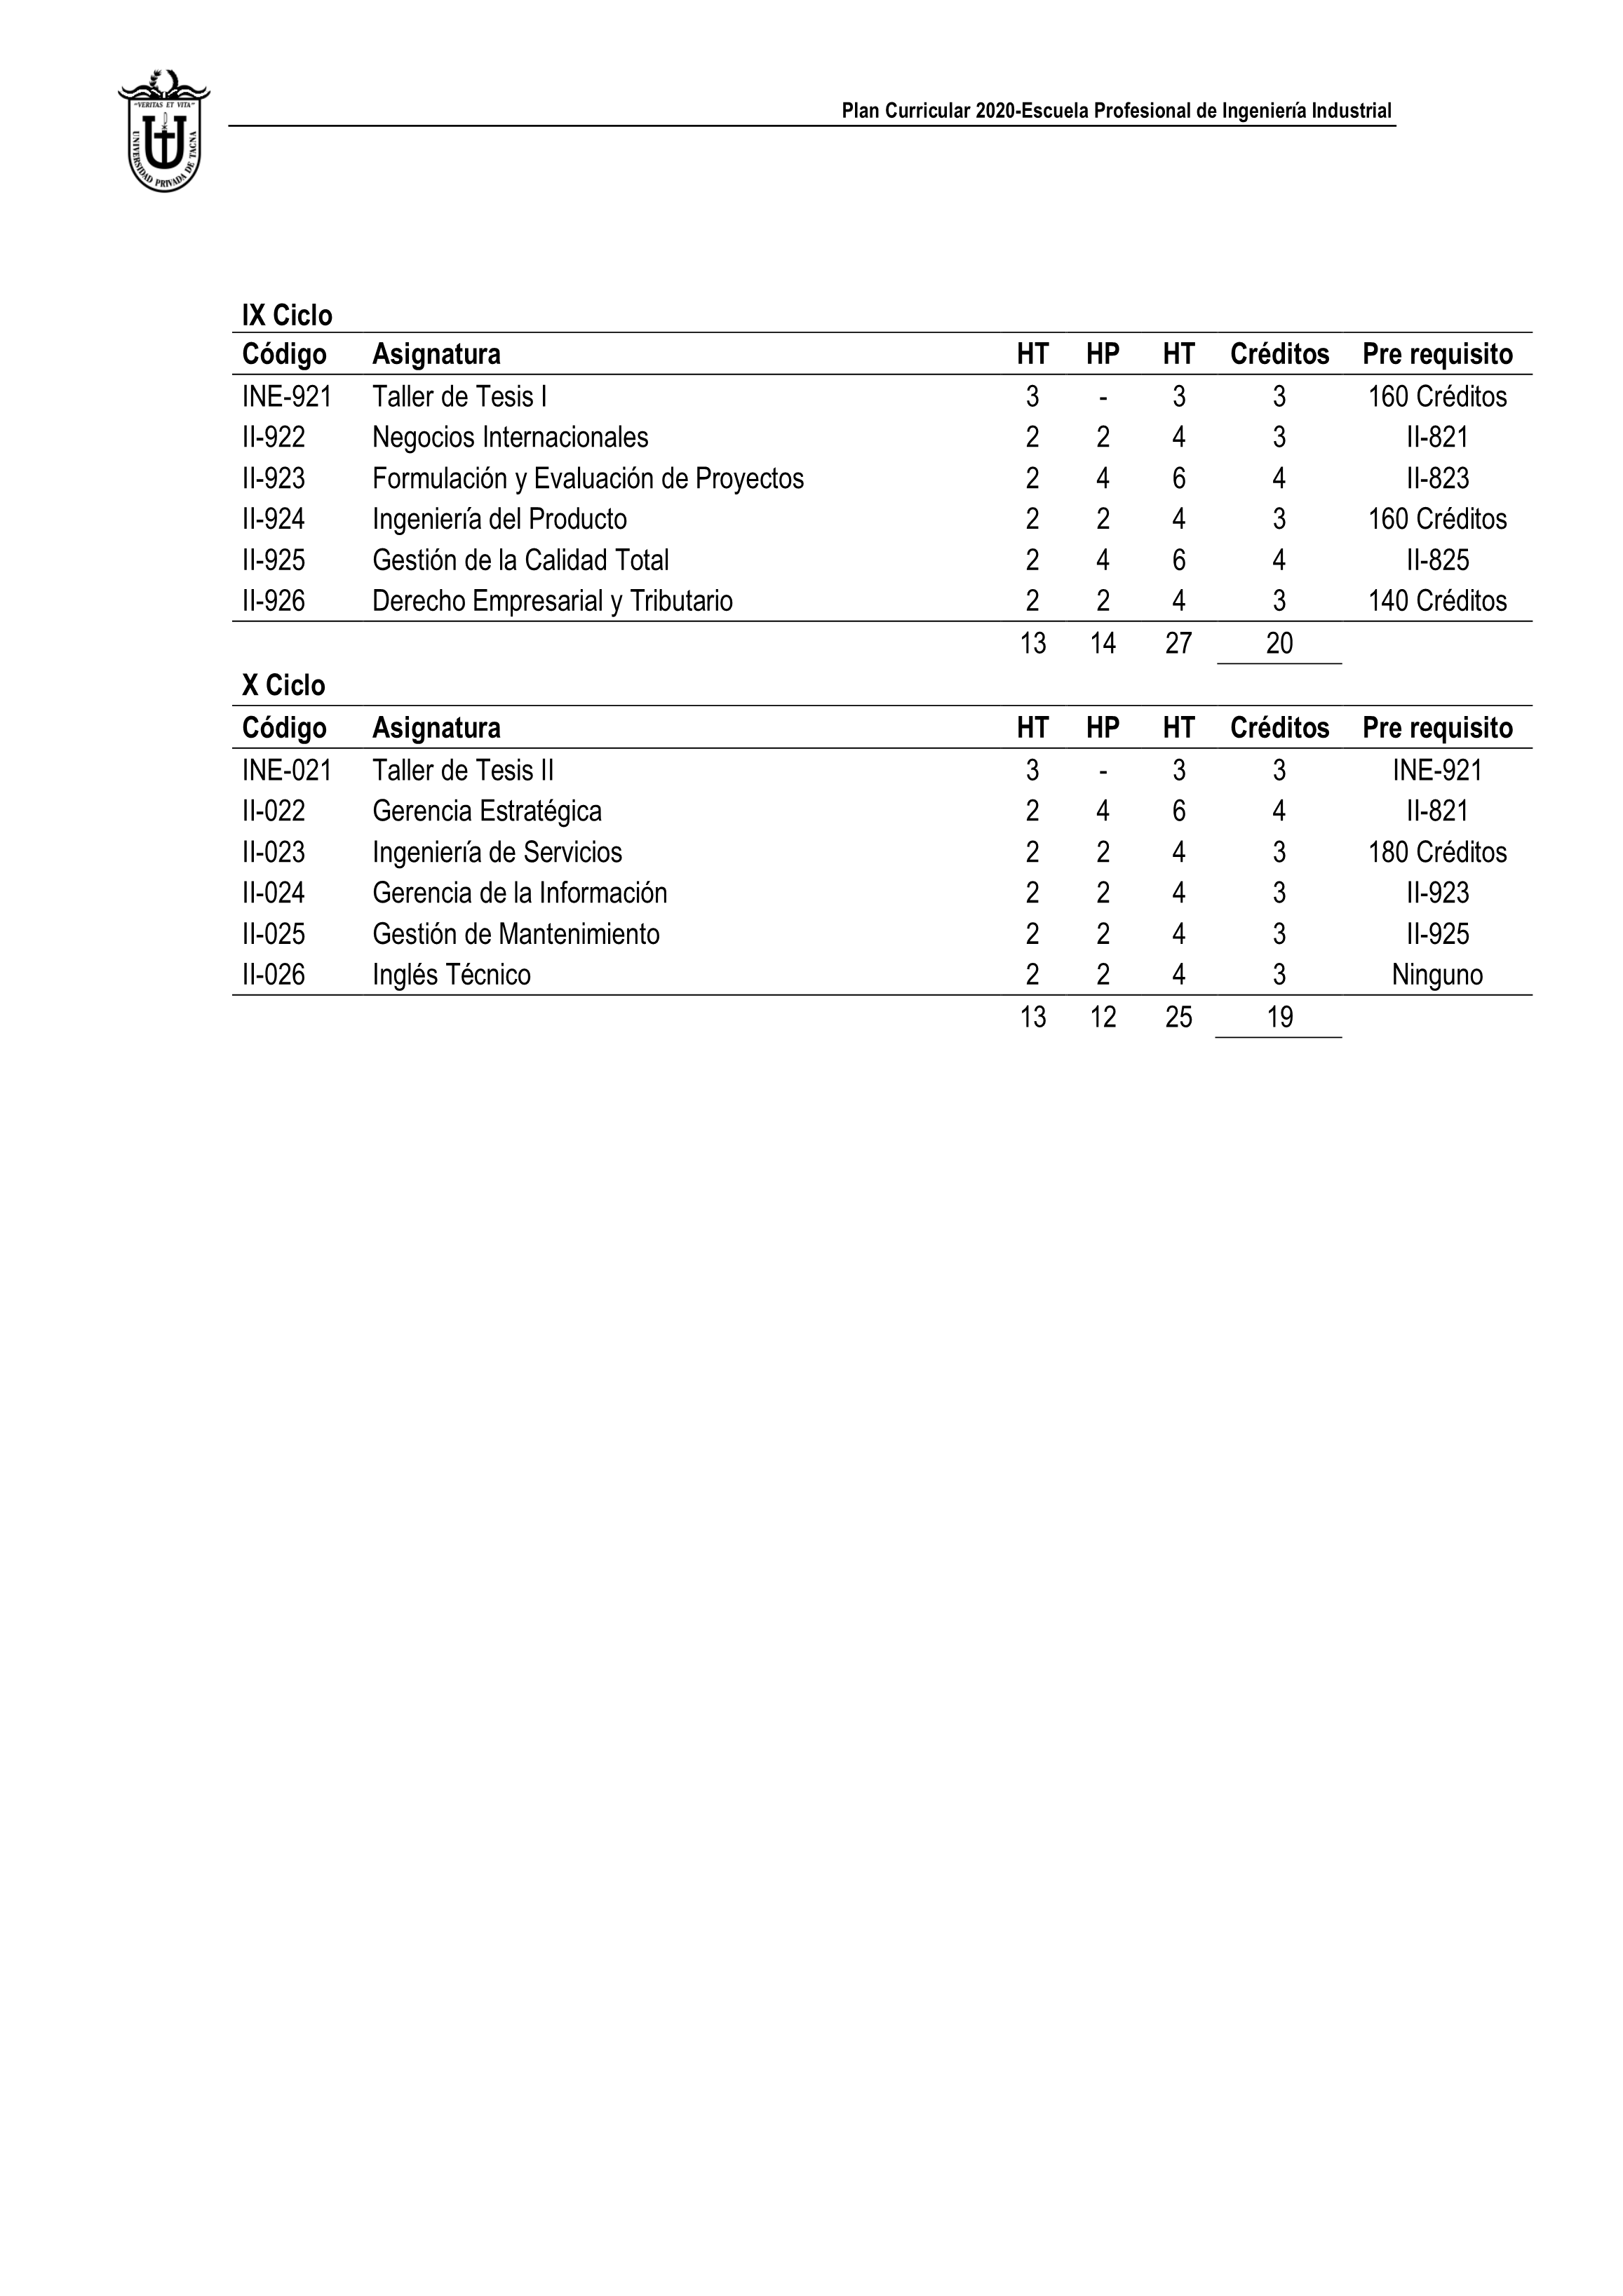 "VERITAS ET VITA"
UNIVERSIDAD PRIVADA DE TACNA
Plan Curricular 2020-Escuela Profesional de Ingeniería Industrial
IX Ciclo
Código Asignatura HT HP HT Créditos Pre requisito
INE-921 Taller de Tesis I 3 - 3 3 160 Créditos
II-922 Negocios Internacionales 2 2 4 3 II-821
II-923 Formulación y Evaluación de Proyectos 2 4 6 4 II-823
II-924 Ingeniería del Producto 2 2 4 3 160 Créditos
II-925 Gestión de la Calidad Total 2 4 6 4 II-825
II-926 Derecho Empresarial y Tributario 2 2 4 3 140 Créditos
13 14 27 20
X Ciclo
Código Asignatura HT HP HT Créditos Pre requisito
INE-021 Taller de Tesis II 3 - 3 3 INE-921
II-022 Gerencia Estratégica 2 4 6 4 II-821
II-023 Ingeniería de Servicios 2 2 4 3 180 Créditos
II-024 Gerencia de la Información 2 2 4 3 II-923
II-025 Gestión de Mantenimiento 2 2 4 3 II-925
II-026 Inglés Técnico 2 2 4 3 Ninguno
13 12 25 19